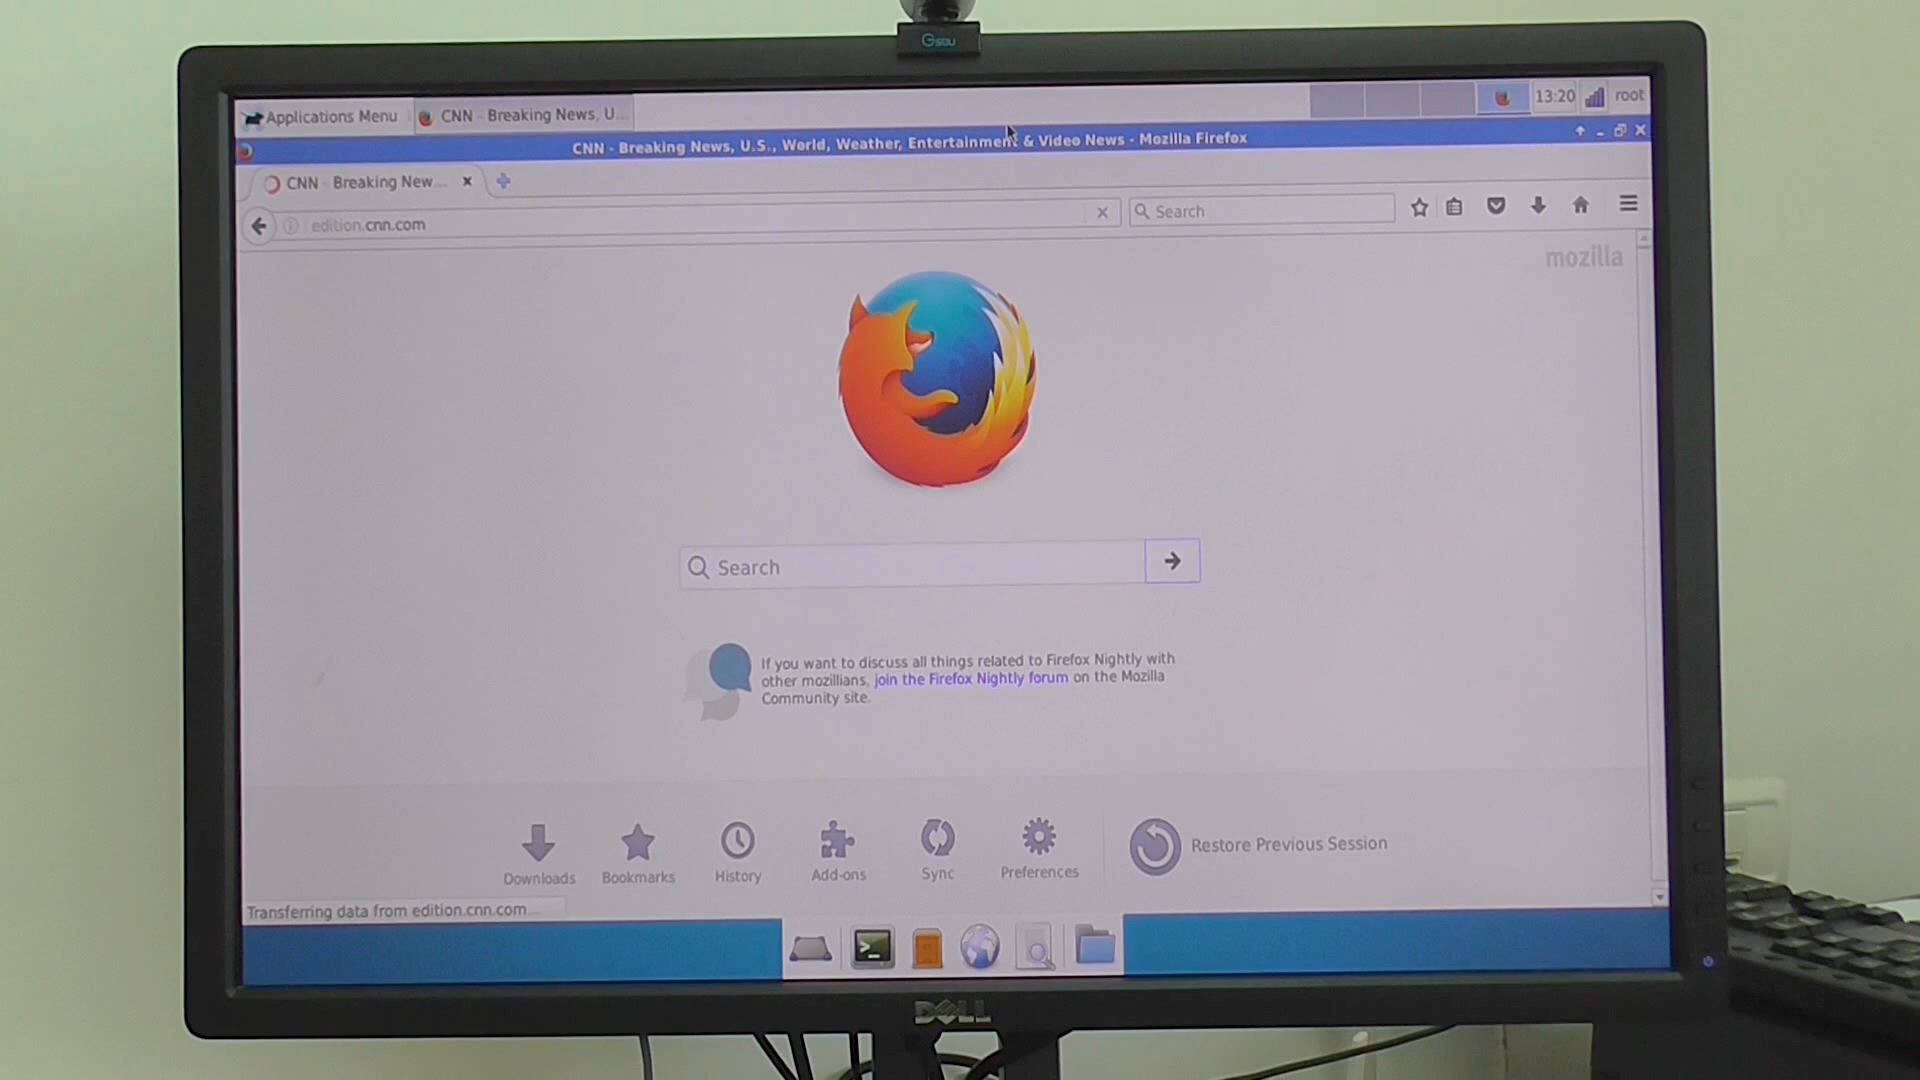 Gsou
Applications Menu
CNN - Breaking News, U...
13:20
root
CNN - Breaking News, U.S., World, Weather, Entertainment & Video News - Mozilla Firefox
CNN - Breaking New...
edition.cnn.com
Search
mozilla
Search
If you want to discuss all things related to Firefox Nightly with
other mozillians, join the Firefox Nightly forum on the Mozilla
Community site.
Downloads
Bookmarks
History
Add-ons
Sync
Preferences
Restore Previous Session
Transferring data from edition.cnn.com...
DELL